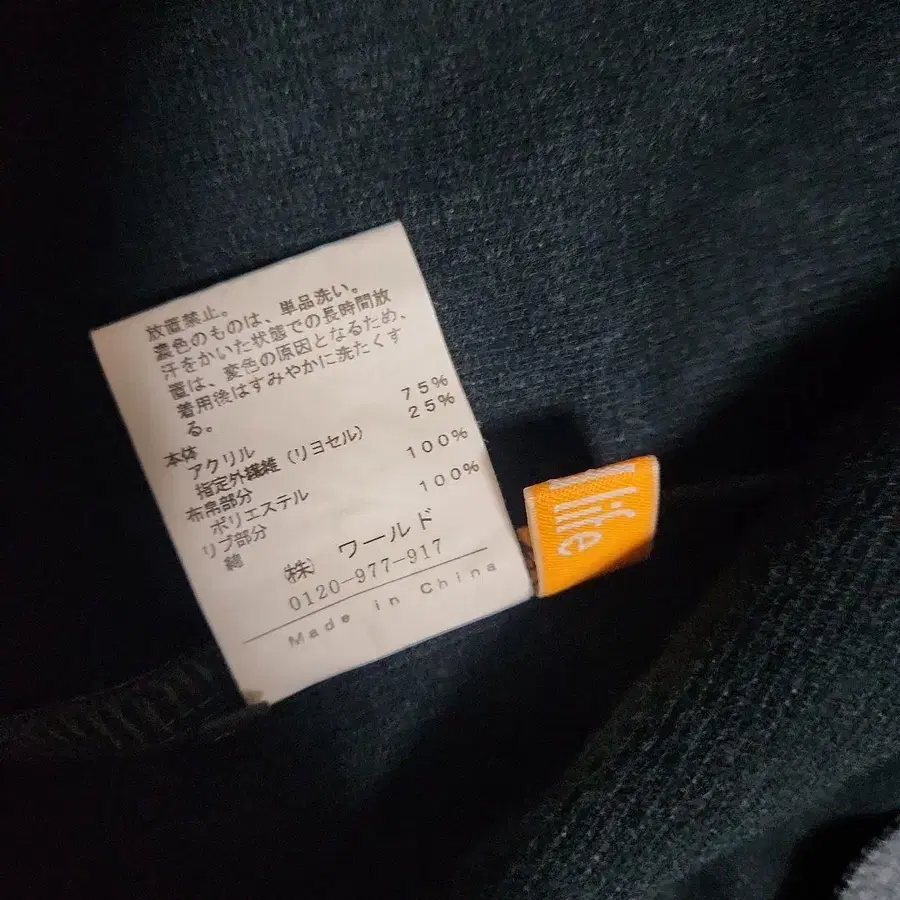 放置禁止。
濃色のものは、単品洗い。
汗をかいた状態での長時間放
置は、変色の原因となるため、
着用後はすみやかに洗たくす
る。
本体
アクリル 75%
指定外繊維(リヨセル) 25%
布帛部分
ポリエステル 100%
リブ部分
綿 100%
(株) ワールド
0120-977-917
Made in China
life